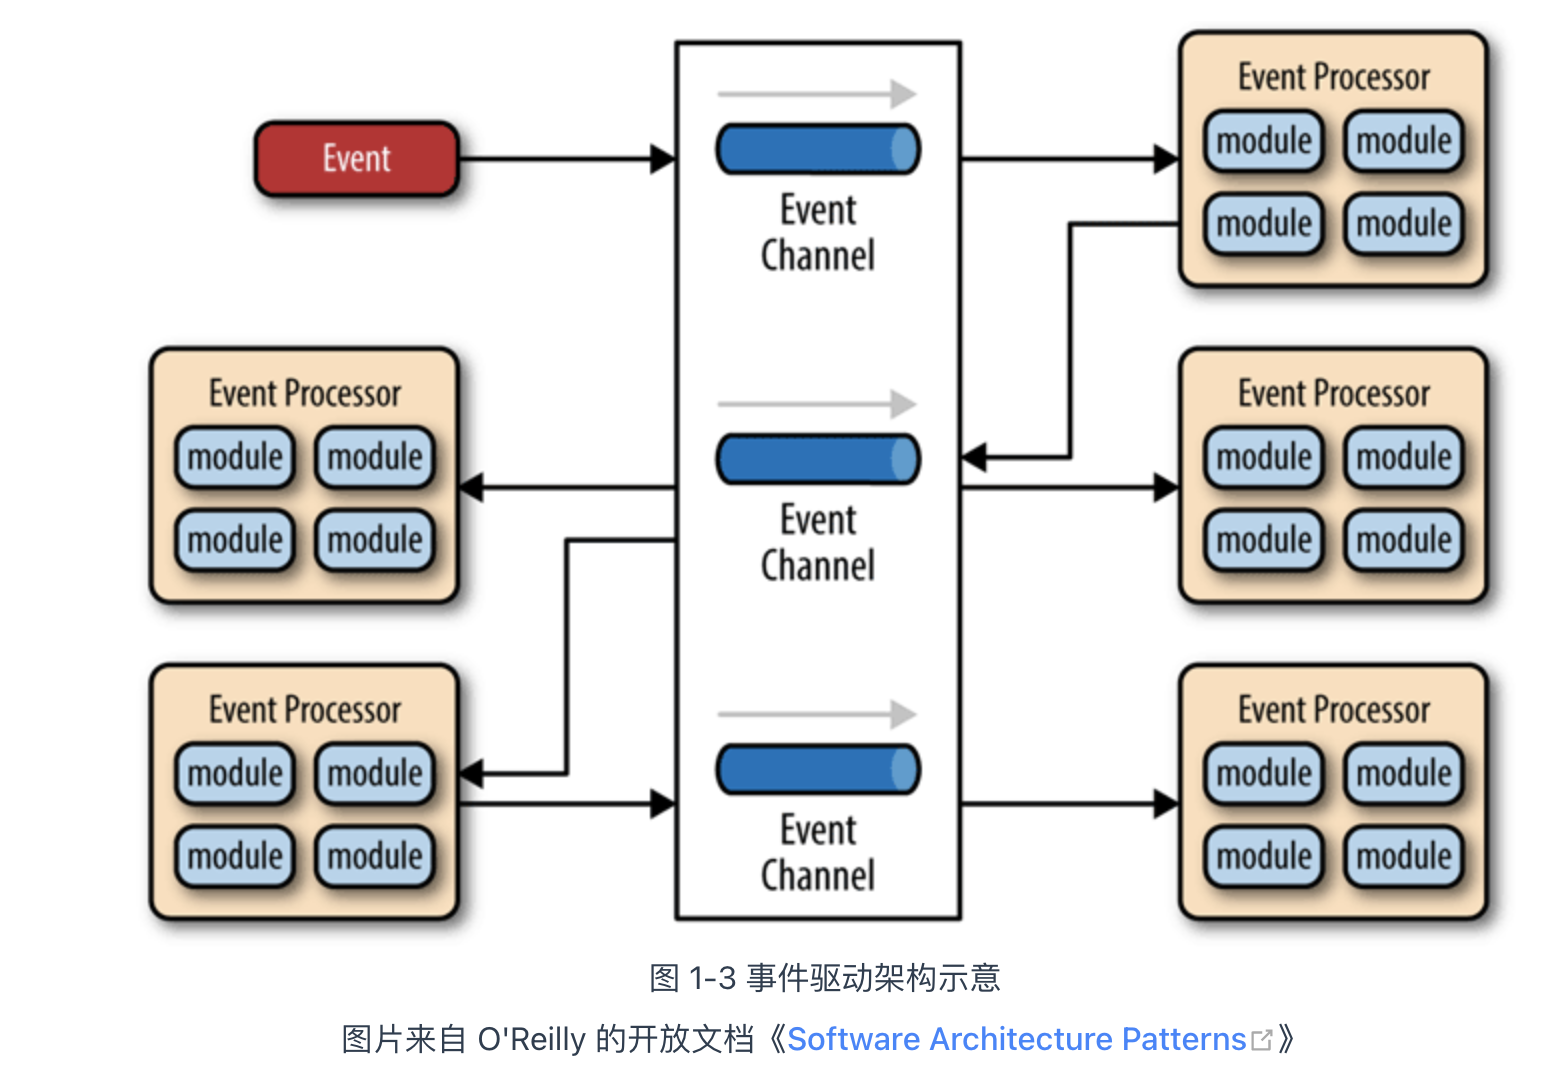 Event Processor
module module
module module
Event
Event
Channel
Event Processor
module module
module module
Event
Channel
Event Processor
module module
module module
Event Processor
module module
module module
Event
Channel
Event Processor
module module
module module
图 1-3 事件驱动架构示意
图片来自 O'Reilly 的开放文档《Software Architecture Patterns》